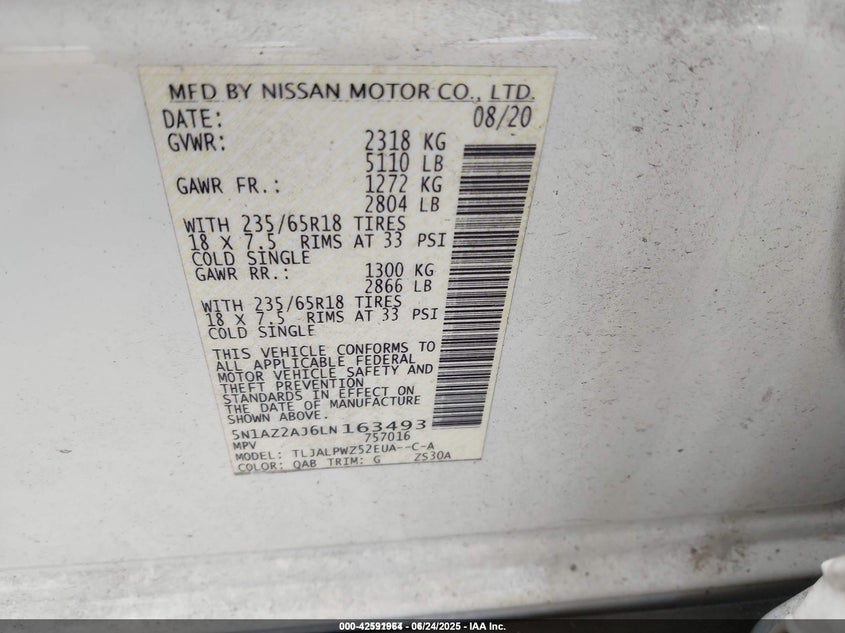 MFD BY NISSAN MOTOR CO., LTD.
DATE: 08/20
GVWR: 2318 KG
5110 LB
GAWR FR.: 1272 KG
2804 LB
WITH 235/65R18 TIRES
18 X 7.5 RIMS AT 33 PSI
COLD SINGLE
GAWR RR.: 1300 KG
2866 LB
WITH 235/65R18 TIRES
18 X 7.5 RIMS AT 33 PSI
COLD SINGLE
THIS VEHICLE CONFORMS TO
ALL APPLICABLE FEDERAL
MOTOR VEHICLE SAFETY AND
THEFT PREVENTION
STANDARDS IN EFFECT ON
THE DATE OF MANUFACTURE
SHOWN ABOVE.
5N1AZ2AJ6LN 163493
MPV 757016
MODEL: TLJALPWZ52EUA--C-A
COLOR: QAB TRIM: G ZS30A
000-42591964 06/24/2025 - IAA Inc.